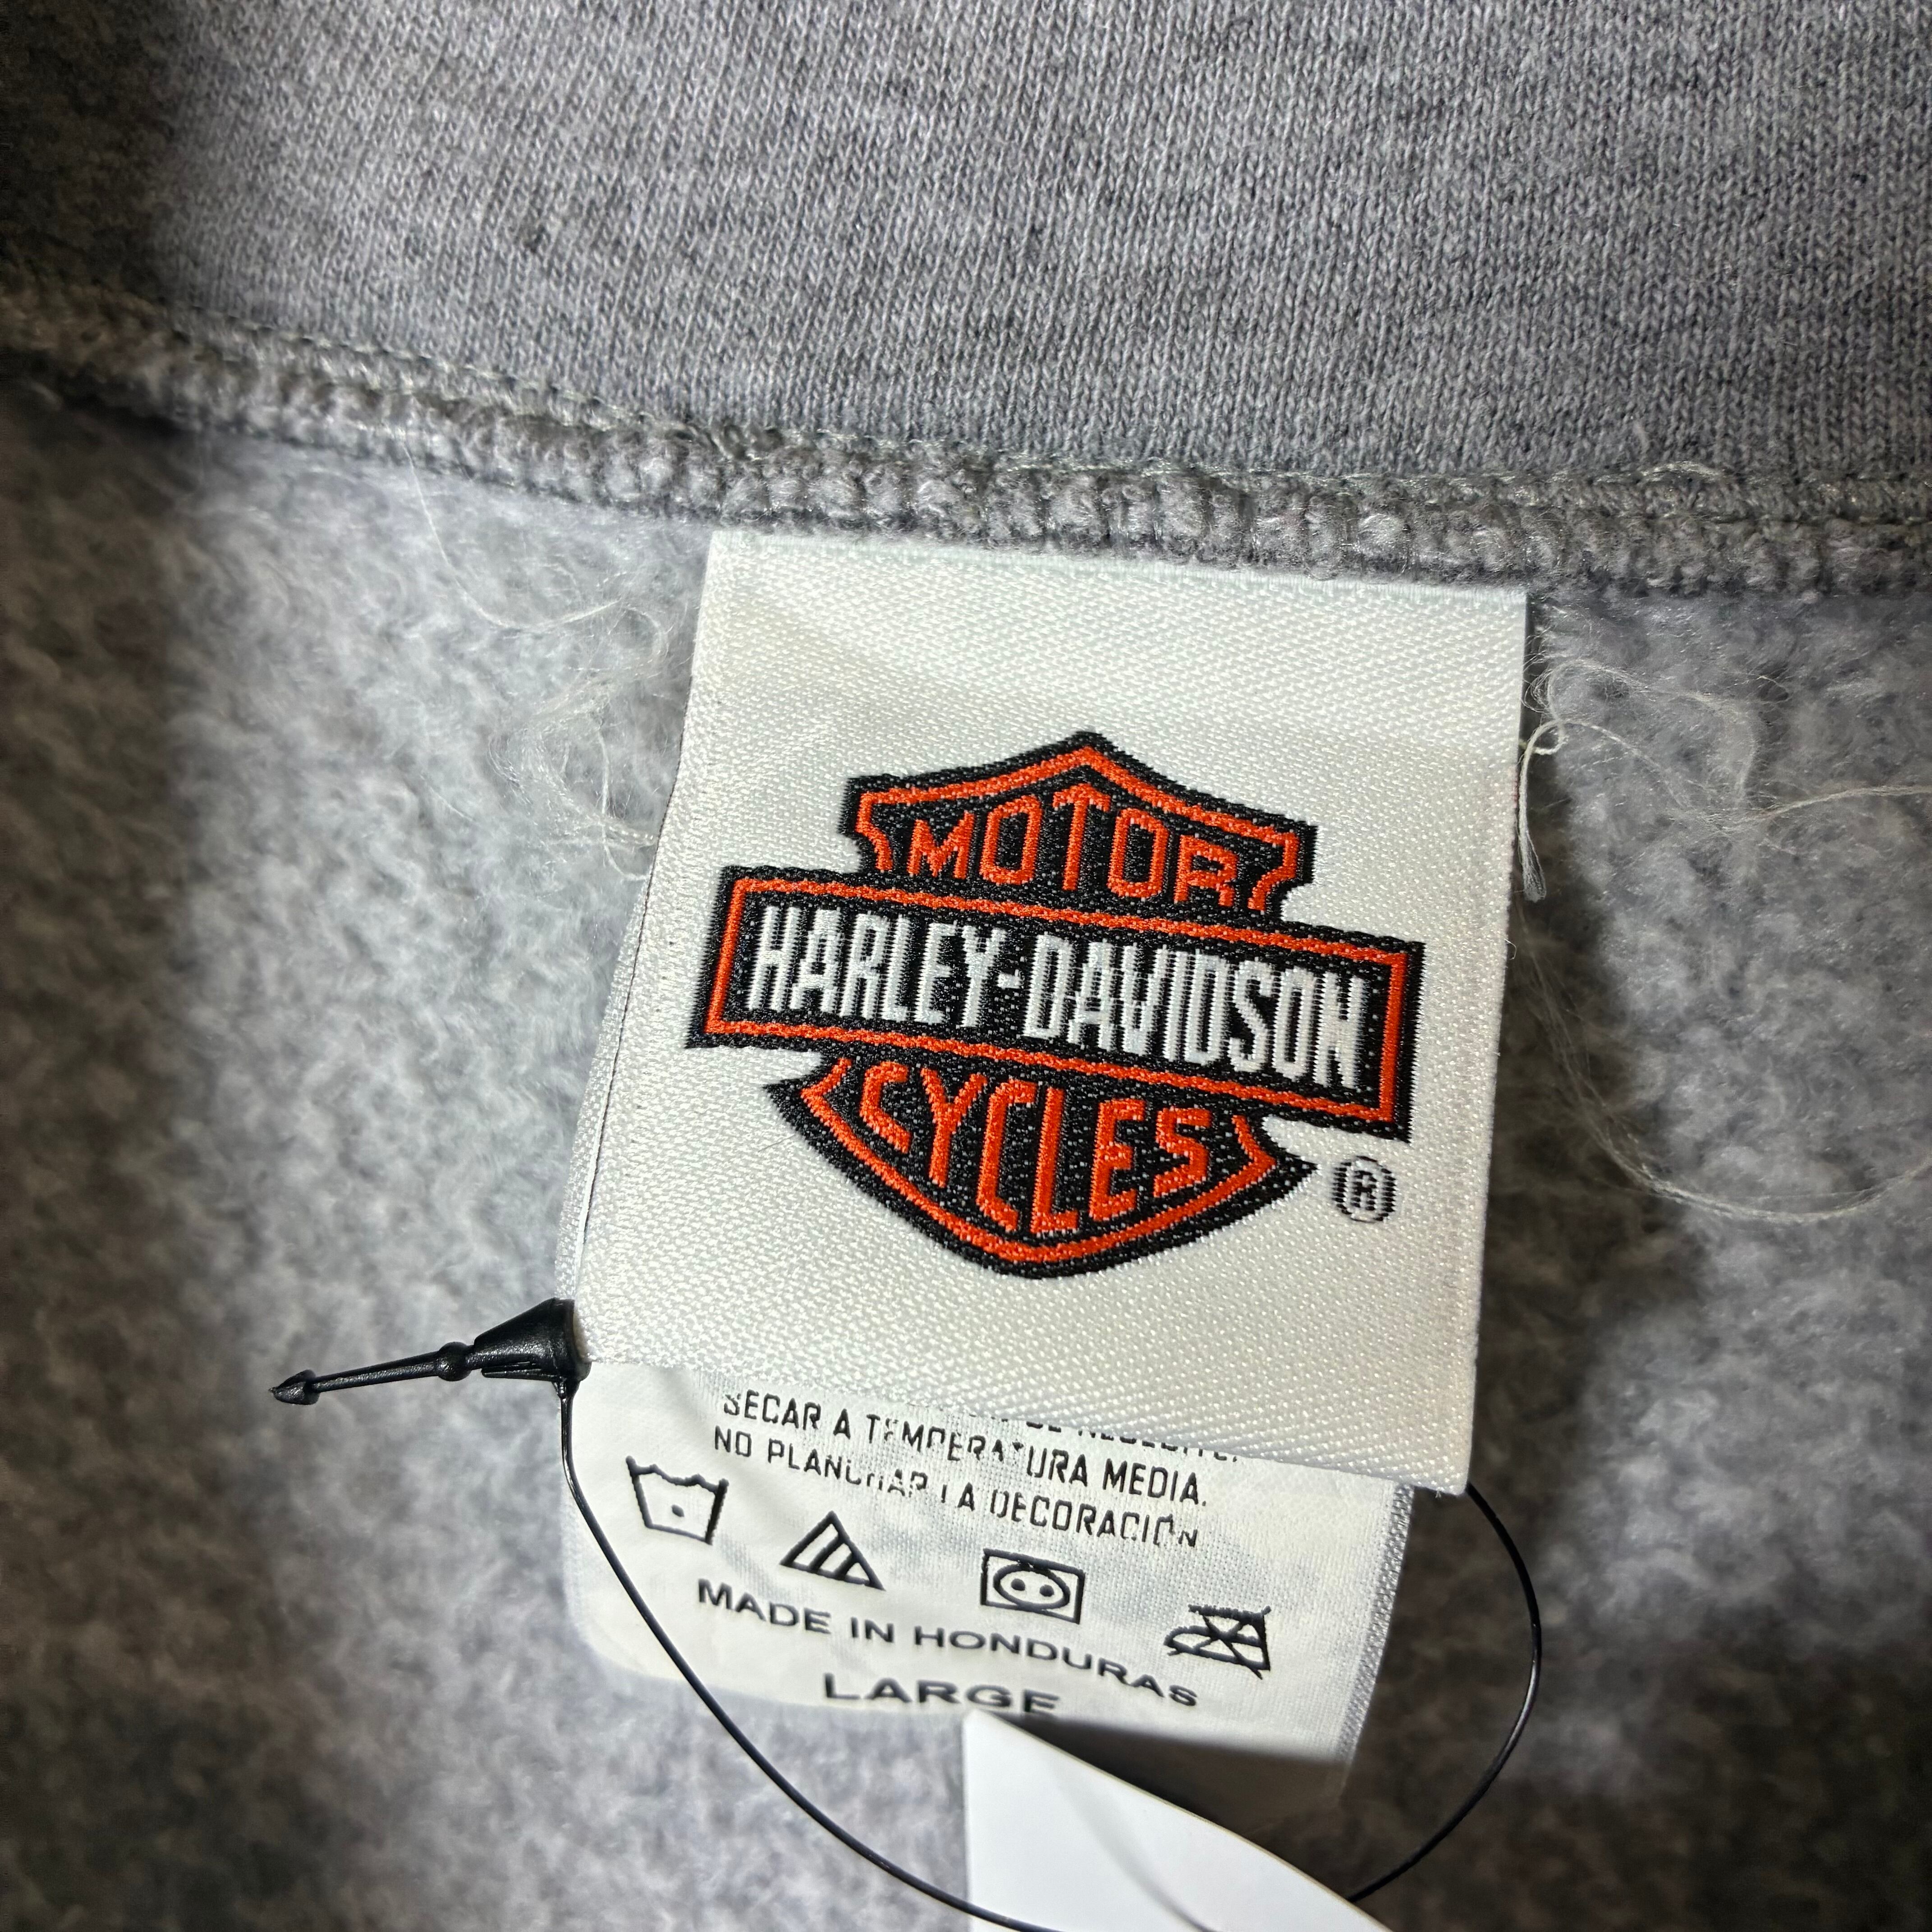 MOTOR
HARLEY-DAVIDSON
CYCLES
®
SECAR A TEMPERATURA MEDIA.
NO PLANCHAR LA DECORACIÓN
MADE IN HONDURAS
LARGE